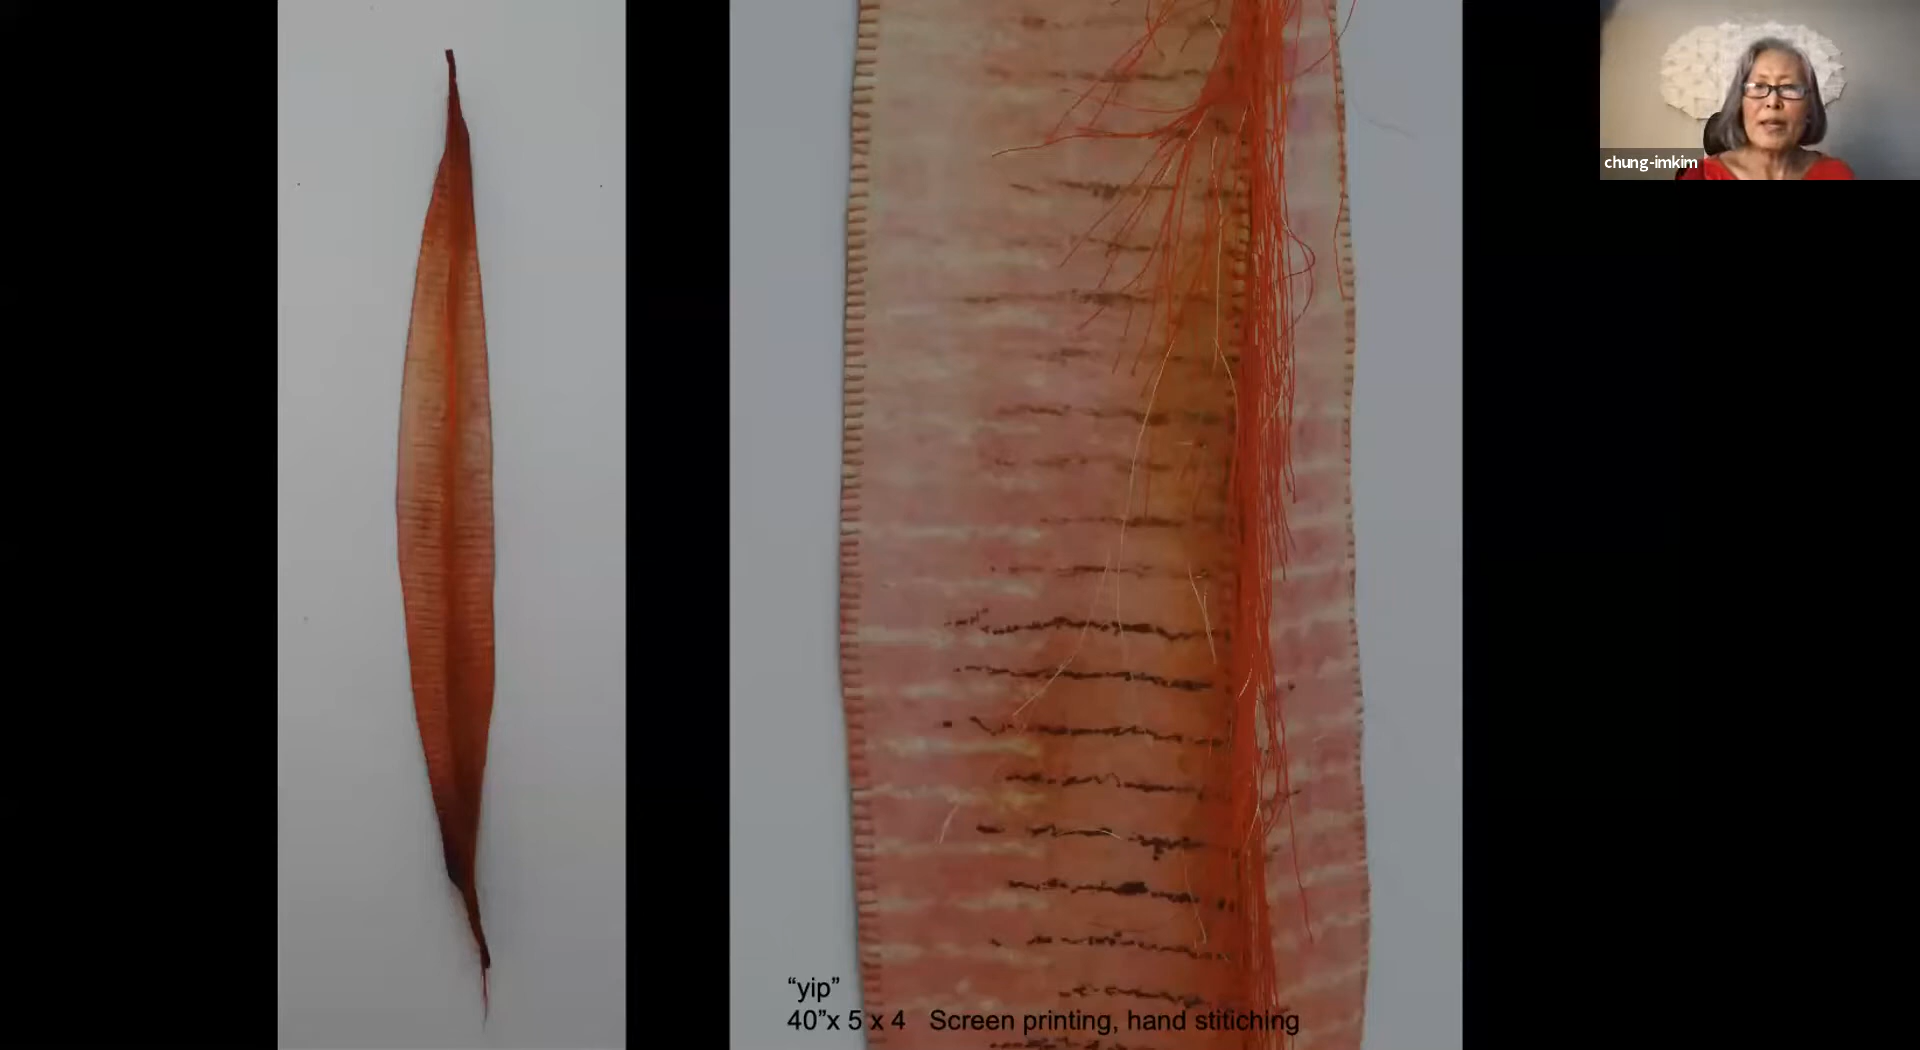 chung-imkim
“yip”
40”x 5 x 4 Screen printing, hand stitiching